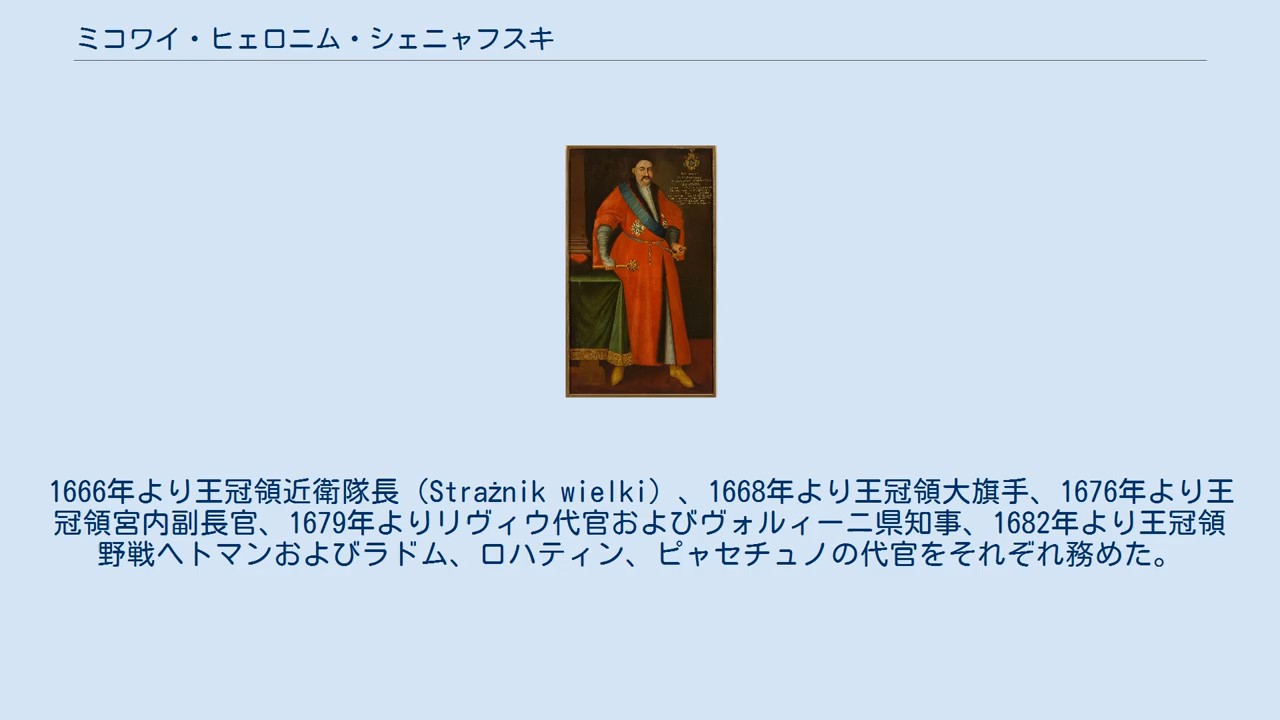 ミコワイ・ヒェロニム・シェニャフスキ
1666年より王冠領近衛隊長（Strażnik wielki）、1668年より王冠領大旗手、1676年より王
冠領宮内副長官、1679年よりリヴィウ代官およびヴォルィーニ県知事、1682年より王冠領
野戦ヘトマンおよびラドム、ロハティン、ピャセチュノの代官をそれぞれ務めた。